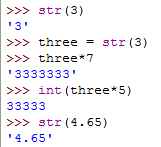 >>> str(3)
'3'
>>> three = str(3)
>>> three*7
'3333333'
>>> int(three*5)
33333
>>> str(4.65)
'4.65'